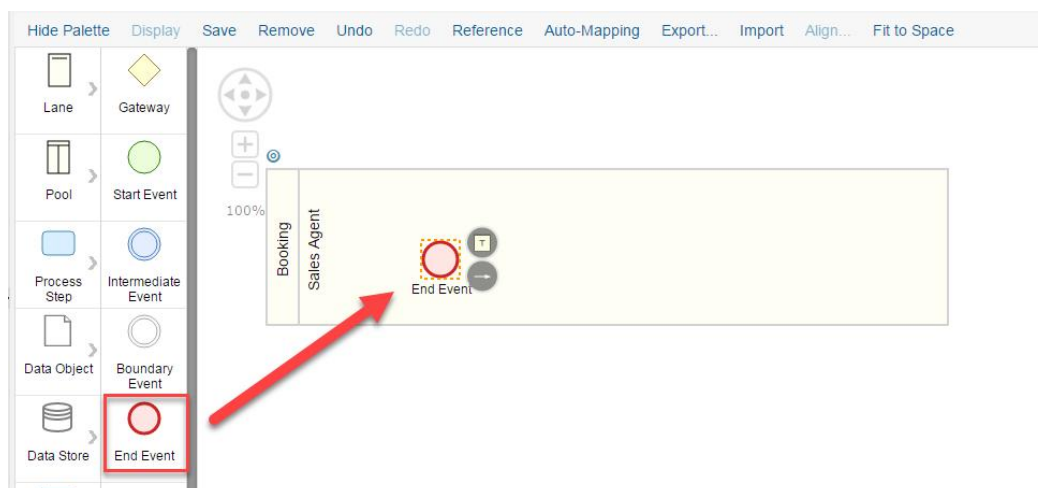 Hide Palette Display Save Remove Undo Redo Reference Auto-Mapping Export... Import Align... Fit to Space
Lane
Gateway
Pool
Start Event
Process
Step
Intermediate
Event
Data Object
Boundary
Event
Data Store
End Event
100%
Booking
Sales Agent
End Event
T